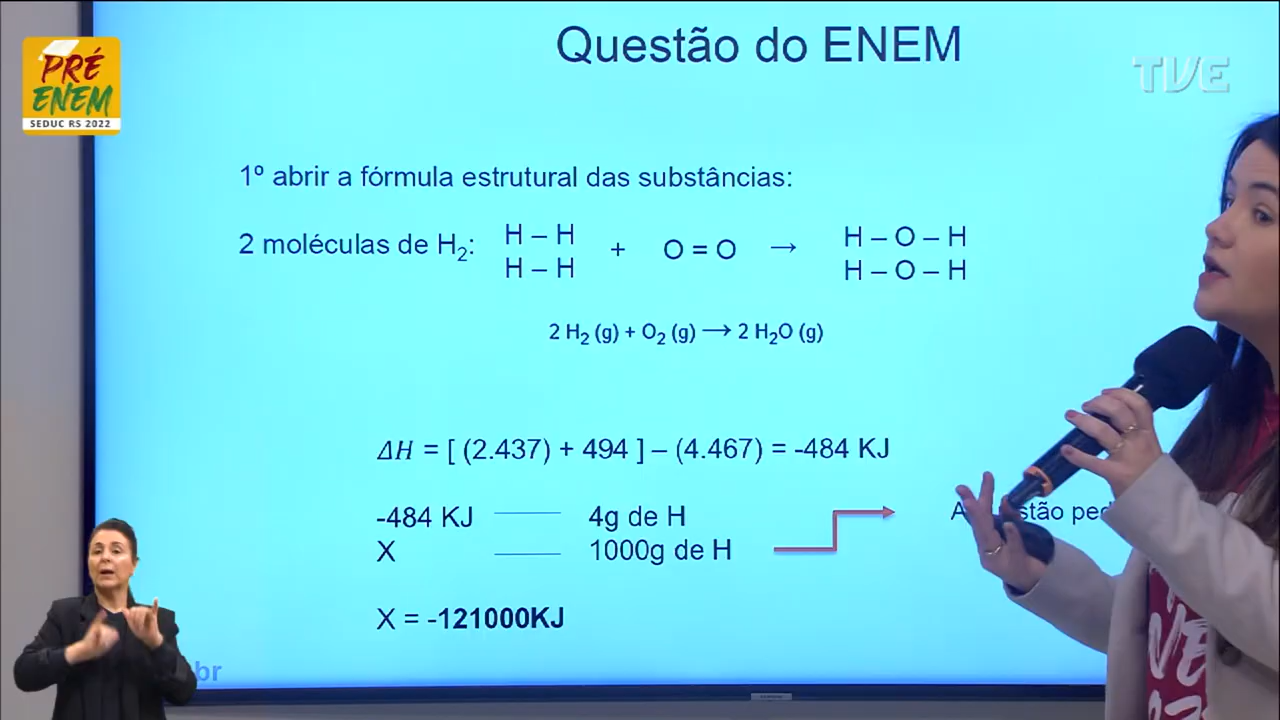 Questão do ENEM
PRÉ
ENEM
SEDUC RS 2022
TVE
1º abrir a fórmula estrutural das substâncias:
2 moléculas de H₂:
H – H + O = O → H – O – H
H – H H – O – H
2 H₂ (g) + O₂ (g) → 2 H₂O (g)
ΔH = [ (2.437) + 494 ] – (4.467) = -484 KJ
-484 KJ 4g de H
X 1000g de H
A
X = -121000KJ
br